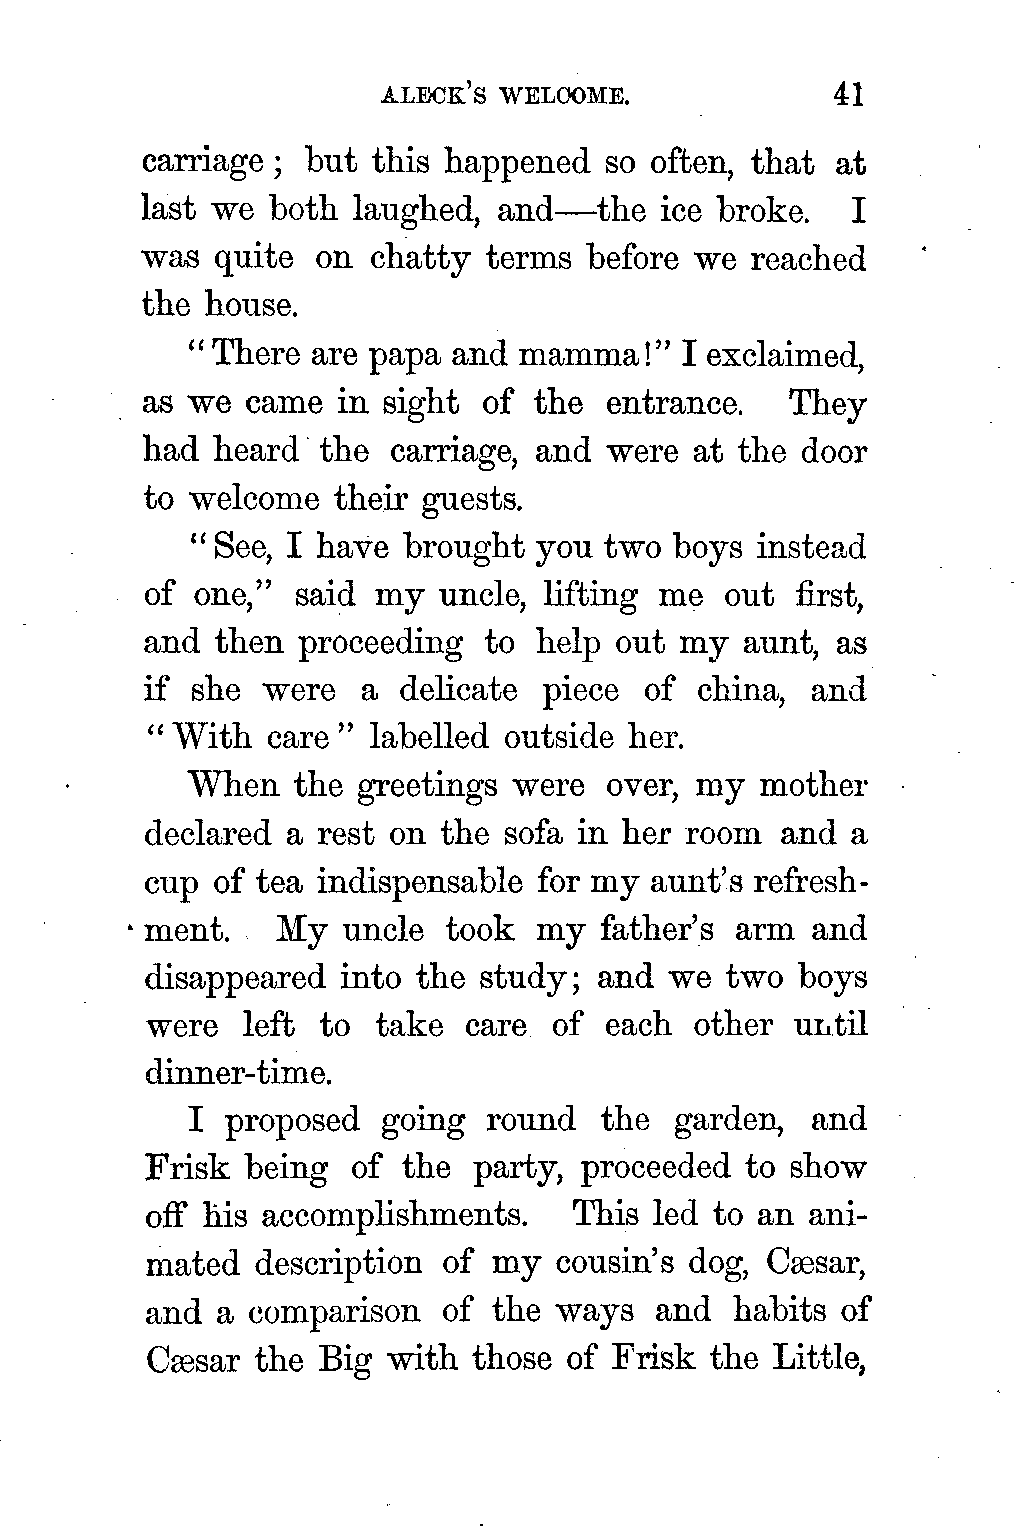 ALECK'S WELCOME. 41
carriage ; but this happened so often, that at
last we both laughed, and—the ice broke. I
was quite on chatty terms before we reached
the house.
"There are papa and mamma!" I exclaimed,
as we came in sight of the entrance. They
had heard the carriage, and were at the door
to welcome their guests.
"See, I have brought you two boys instead
of one," said my uncle, lifting me out first,
and then proceeding to help out my aunt, as
if she were a delicate piece of china, and
"With care" labelled outside her.
When the greetings were over, my mother
declared a rest on the sofa in her room and a
cup of tea indispensable for my aunt's refresh-
ment. My uncle took my father's arm and
disappeared into the study; and we two boys
were left to take care of each other until
dinner-time.
I proposed going round the garden, and
Frisk being of the party, proceeded to show
off his accomplishments. This led to an ani-
mated description of my cousin's dog, Cæsar,
and a comparison of the ways and habits of
Cæsar the Big with those of Frisk the Little,